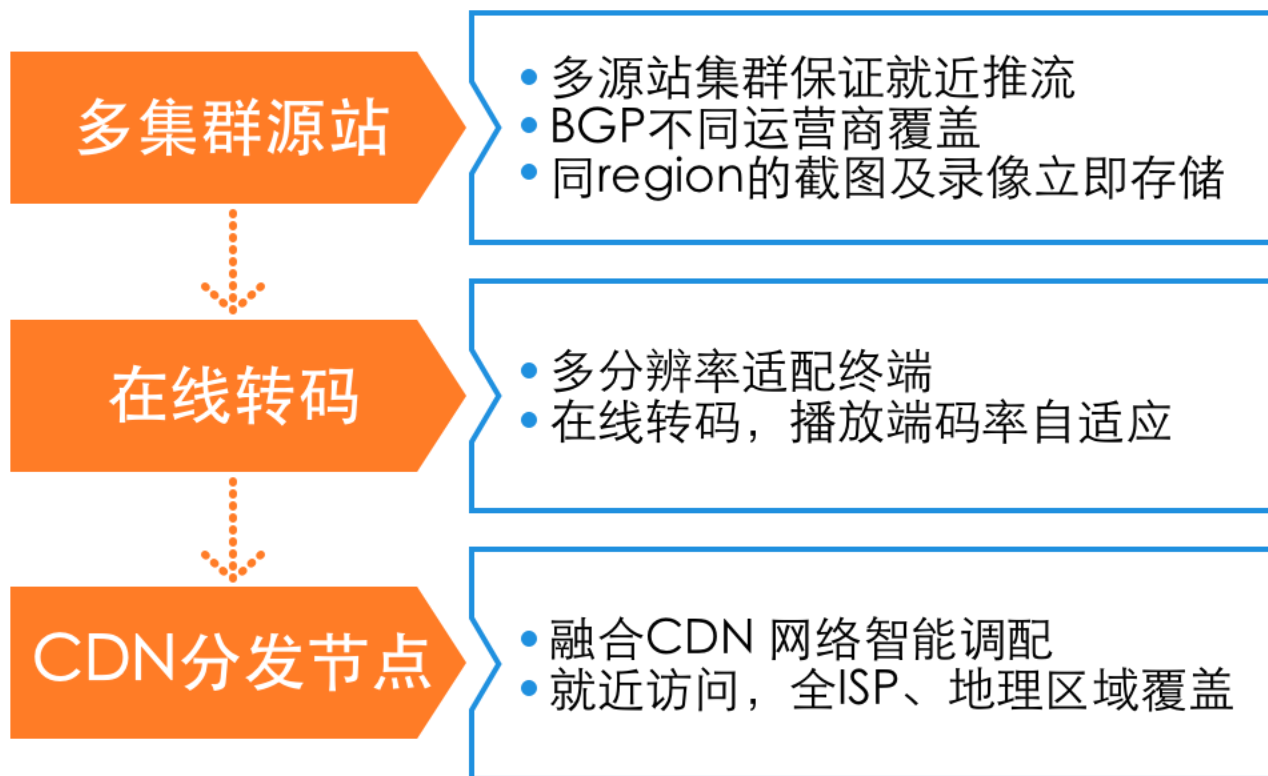 多集群源站
• 多源站集群保证就近推流
• BGP不同运营商覆盖
• 同region的截图及录像立即存储
在线转码
• 多分辨率适配终端
• 在线转码，播放端码率自适应
CDN分发节点
• 融合CDN 网络智能调配
• 就近访问，全ISP、地理区域覆盖